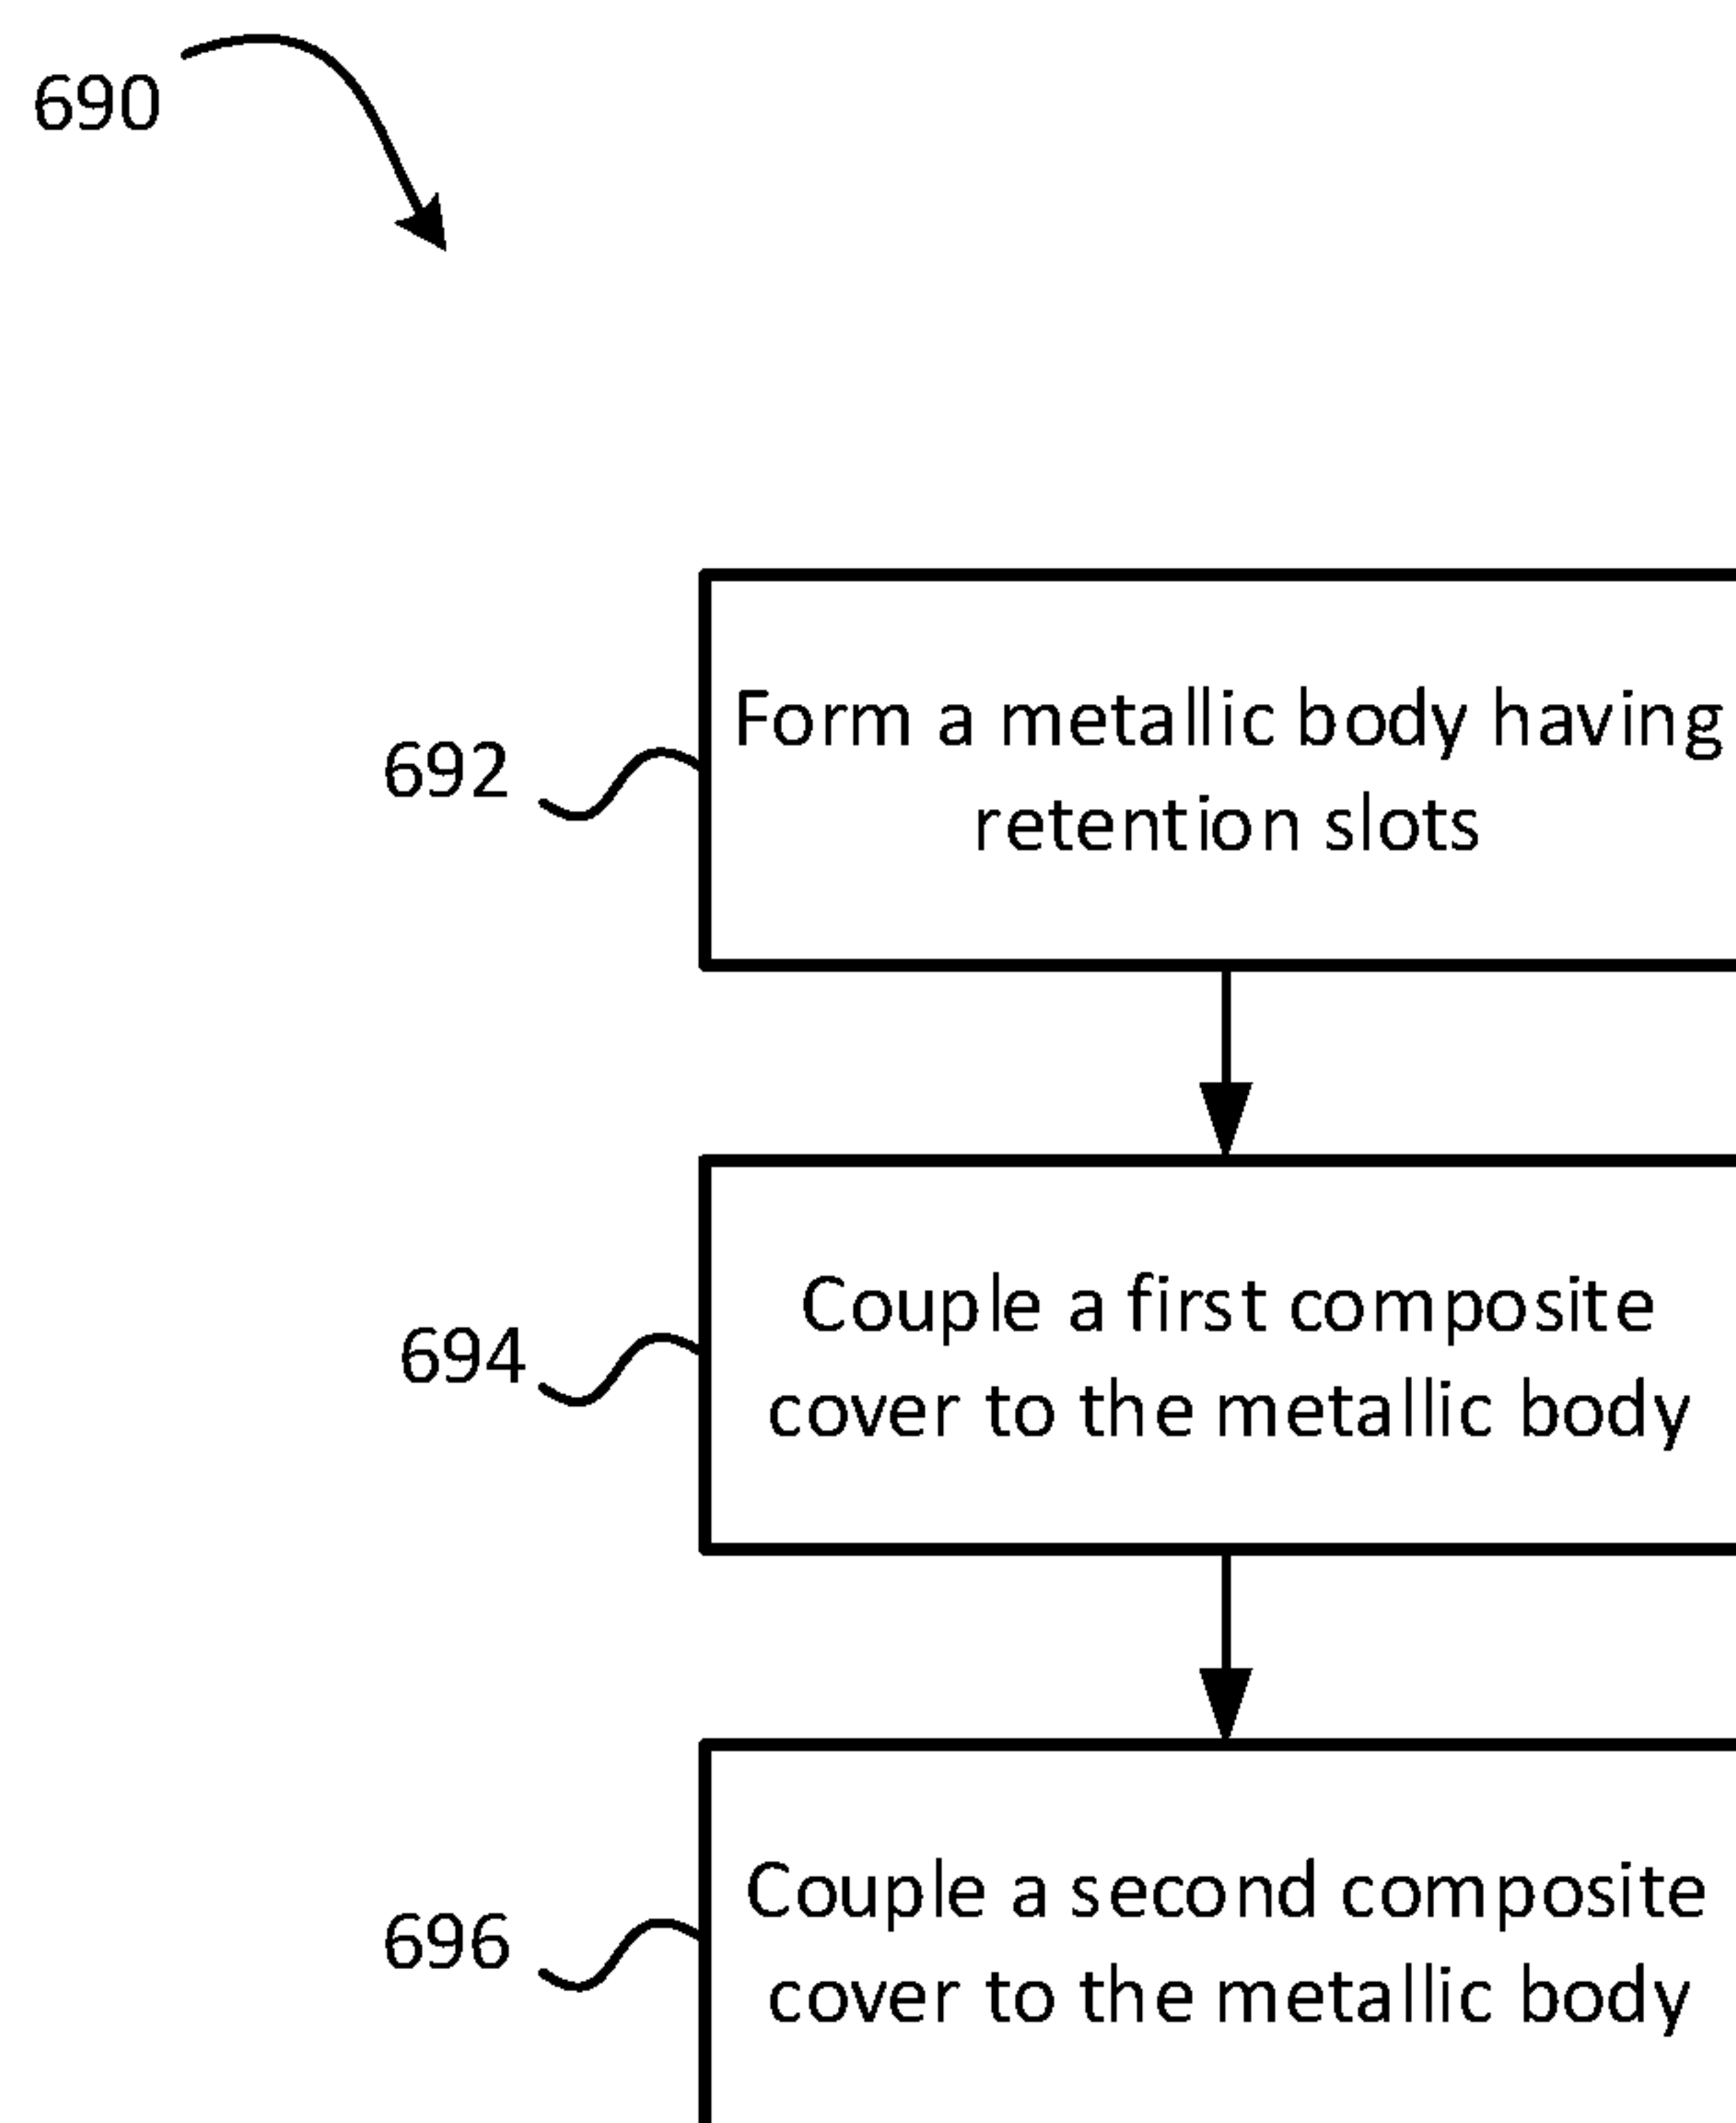 690
692
Form a metallic body having
retention slots
694
Couple a first composite
cover to the metallic body
696
Couple a second composite
cover to the metallic body